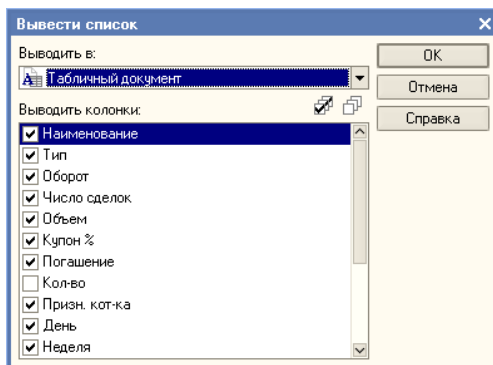 Вывести список
Выводить в:
Табличный документ
Выводить колонки:
Наименование
Тип
Оборот
Число сделок
Объем
Купон %
Погашение
Кол-во
Призн. кот-ка
День
Неделя
OK
Отмена
Справка